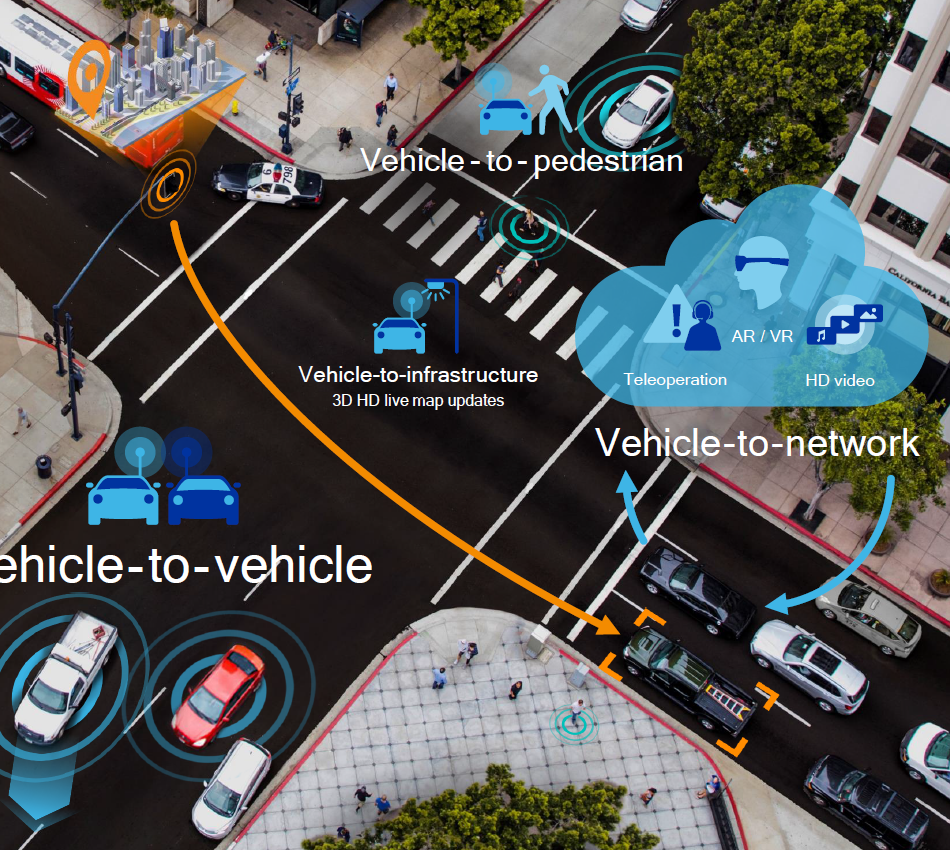 Vehicle-to-pedestrian
798
CALIFORNIA
AR / VR
Teleoperation
HD video
Vehicle-to-infrastructure
3D HD live map updates
Vehicle-to-network
ehicle-to-vehicle